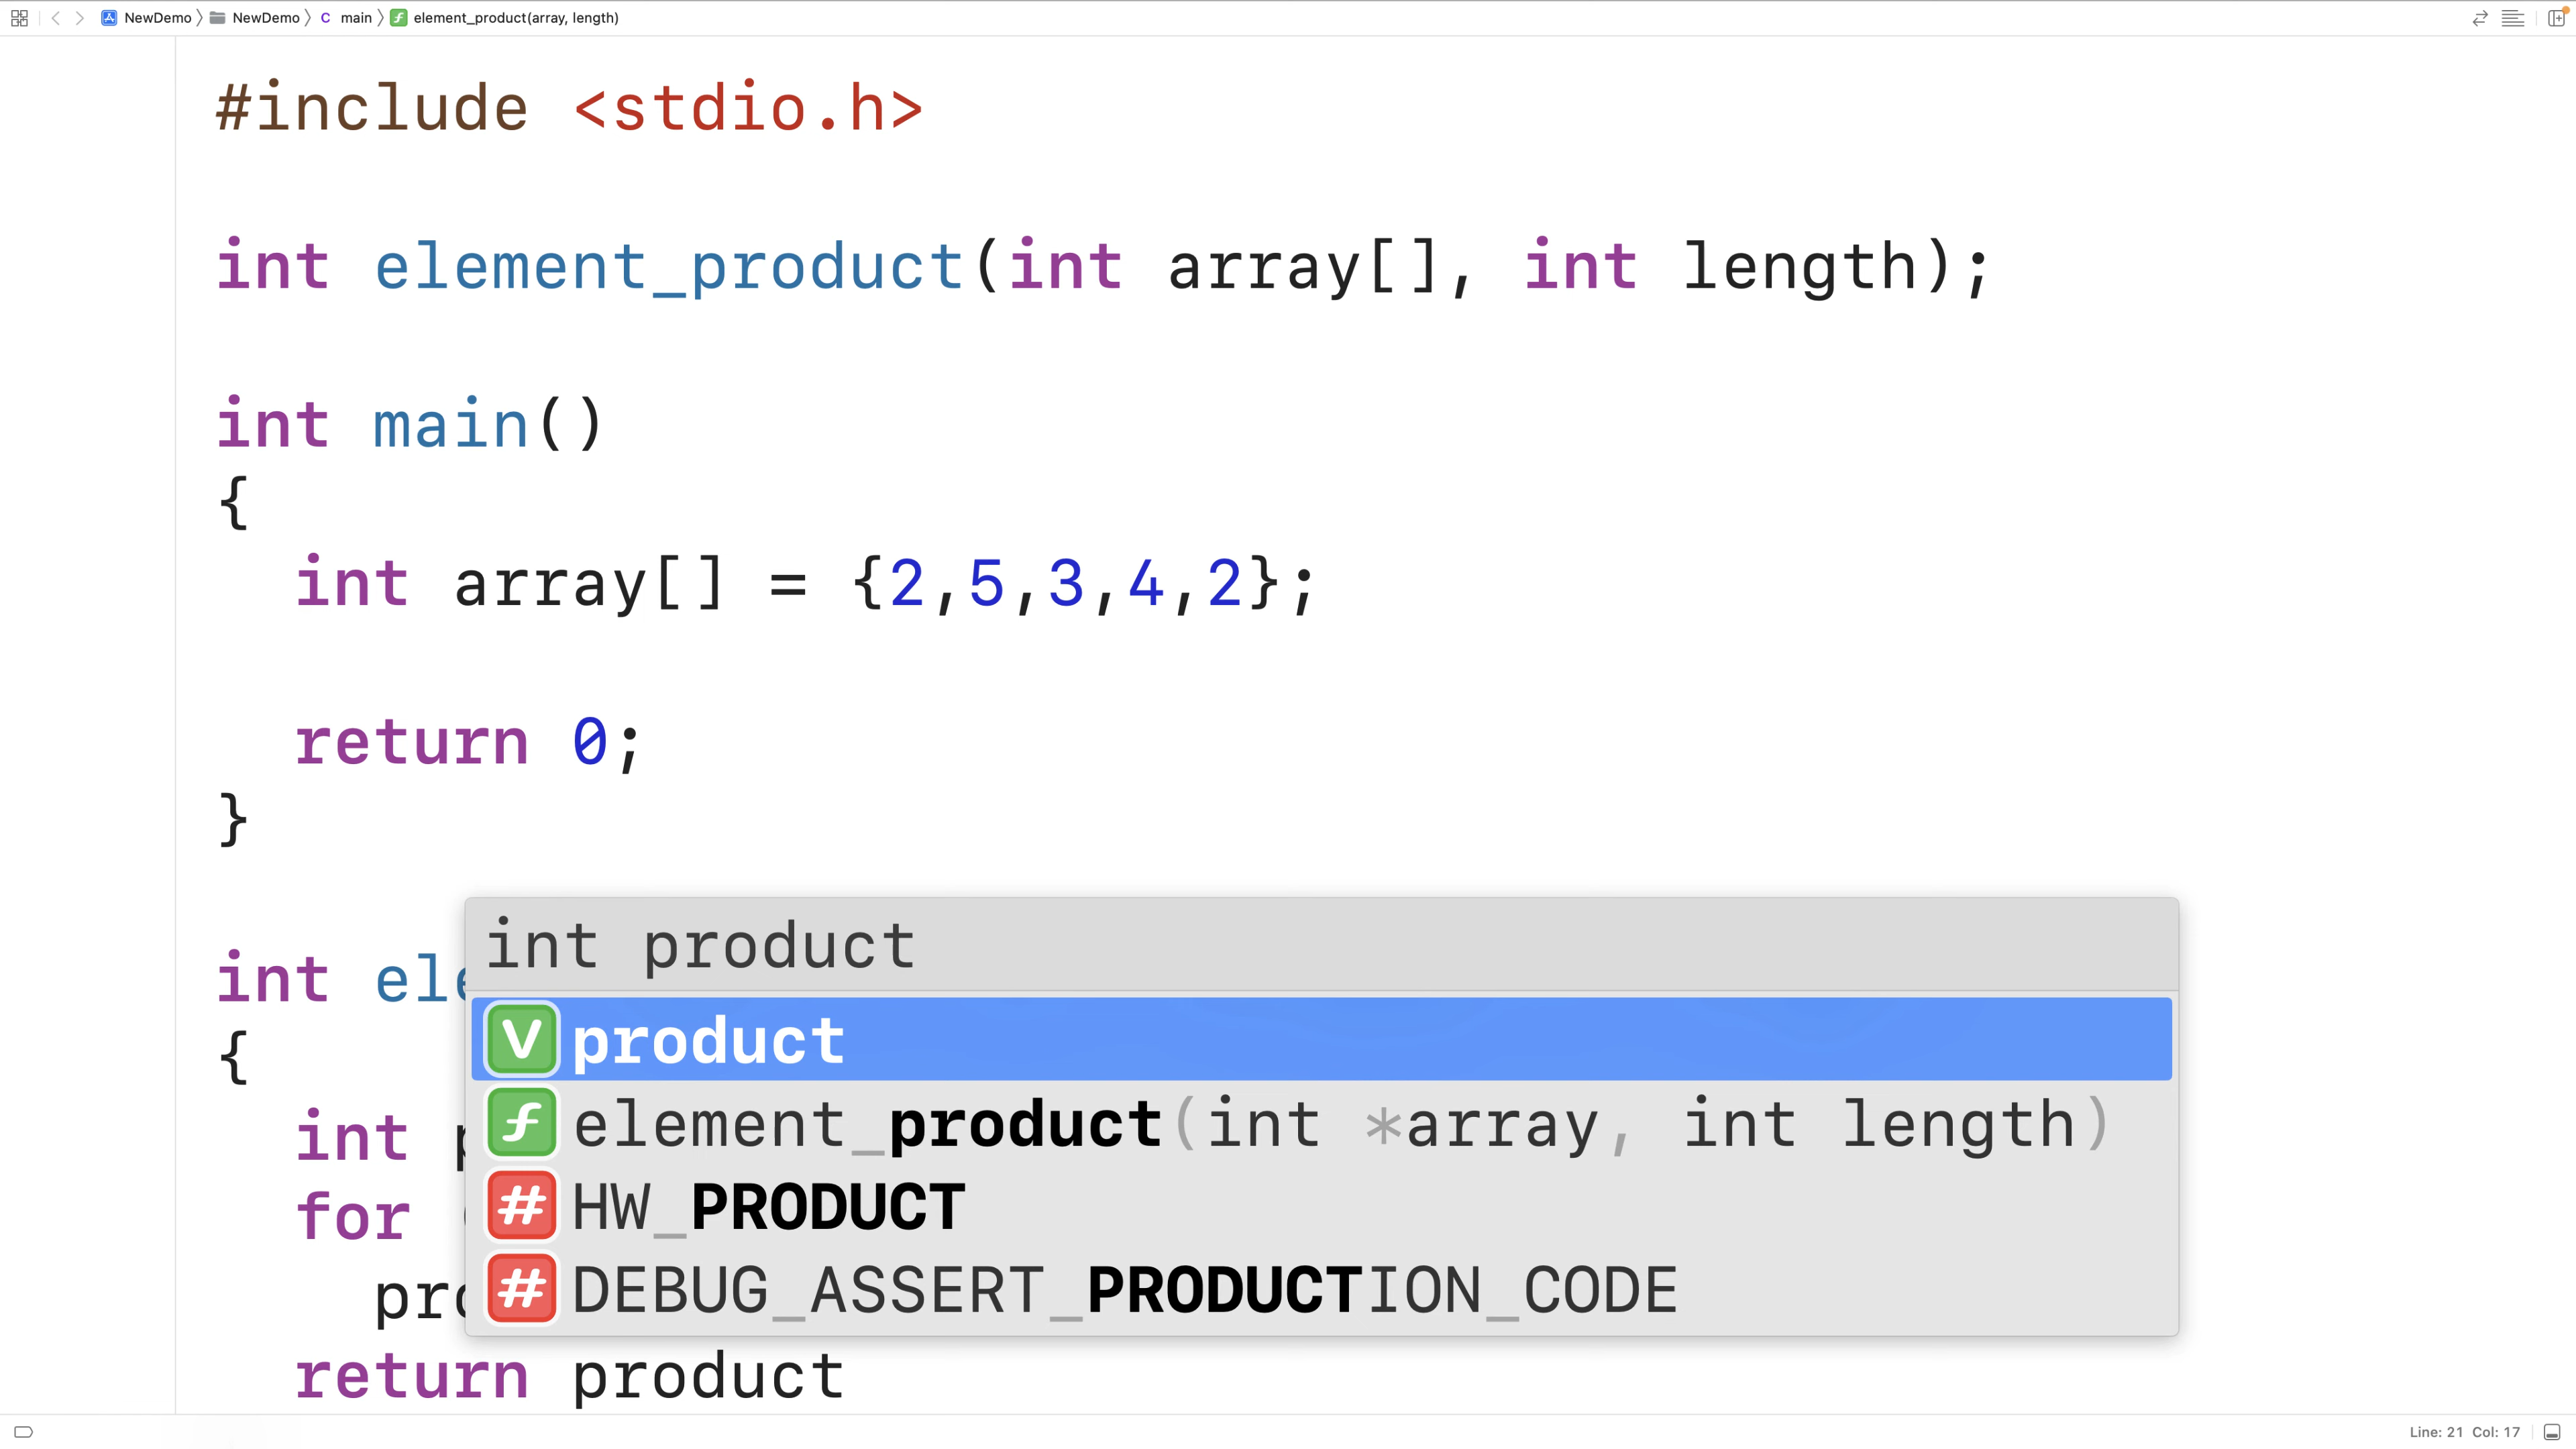 NewDemo NewDemo C main f element_product(array, length)
#include <stdio.h>
int element_product(int array[], int length);
int main()
{
int array[] = {2,5,3,4,2};
return 0;
}
int product
int ele
V product
{
f element_product(int *array, int length)
int p
# HW_PRODUCT
for
# DEBUG_ASSERT_PRODUCTION_CODE
pro
return product
Line: 21 Col: 17